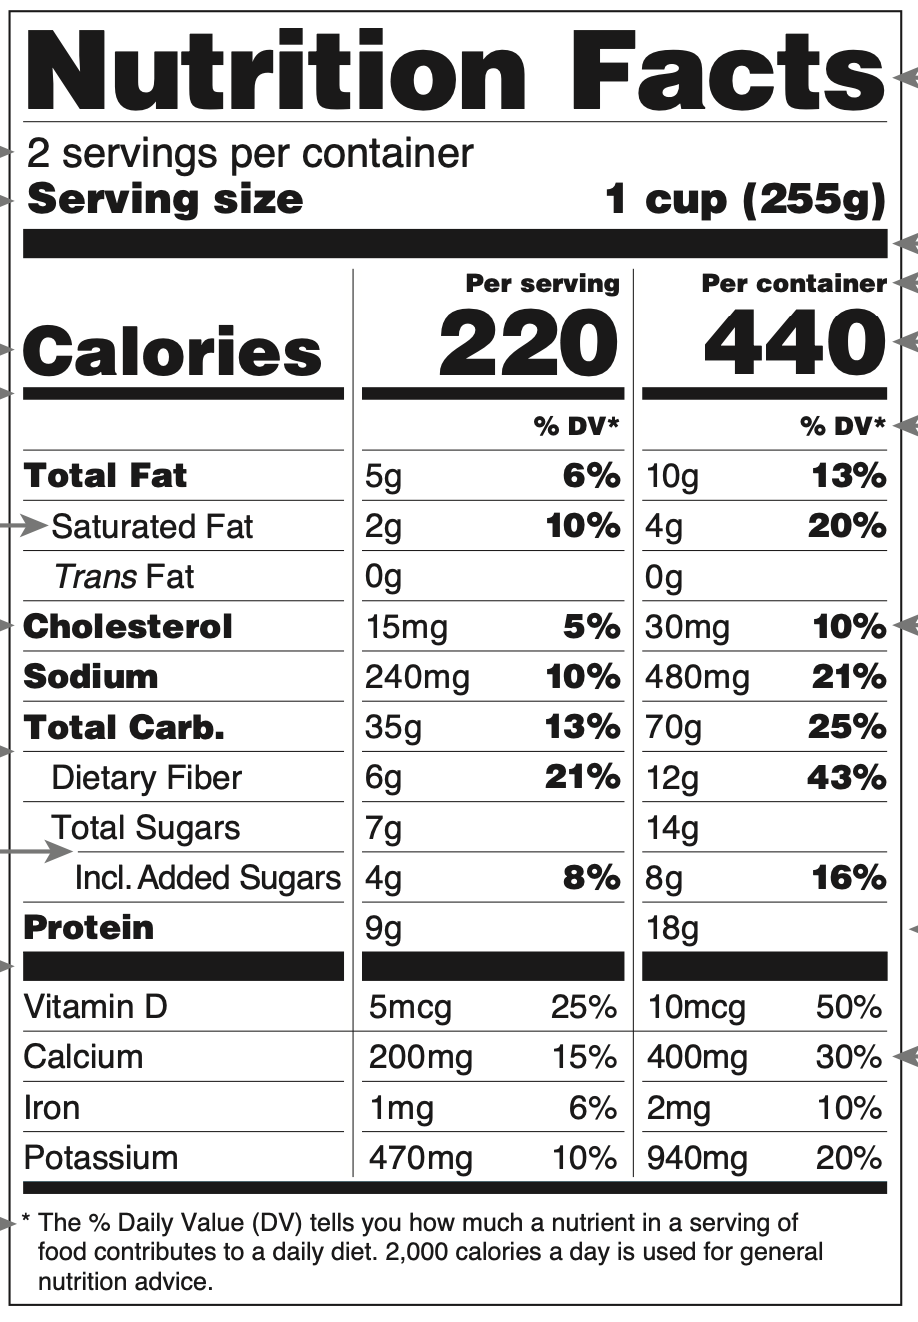 Nutrition Facts
2 servings per container
Serving size 1 cup (255g)
Per serving Per container
Calories 220 440
% DV* % DV*
Total Fat 5g 6% 10g 13%
Saturated Fat 2g 10% 4g 20%
Trans Fat 0g 0g
Cholesterol 15mg 5% 30mg 10%
Sodium 240mg 10% 480mg 21%
Total Carb. 35g 13% 70g 25%
Dietary Fiber 6g 21% 12g 43%
Total Sugars 7g 14g
Incl. Added Sugars 4g 8% 8g 16%
Protein 9g 18g
Vitamin D 5mcg 25% 10mcg 50%
Calcium 200mg 15% 400mg 30%
Iron 1mg 6% 2mg 10%
Potassium 470mg 10% 940mg 20%
* The % Daily Value (DV) tells you how much a nutrient in a serving of
food contributes to a daily diet. 2,000 calories a day is used for general
nutrition advice.